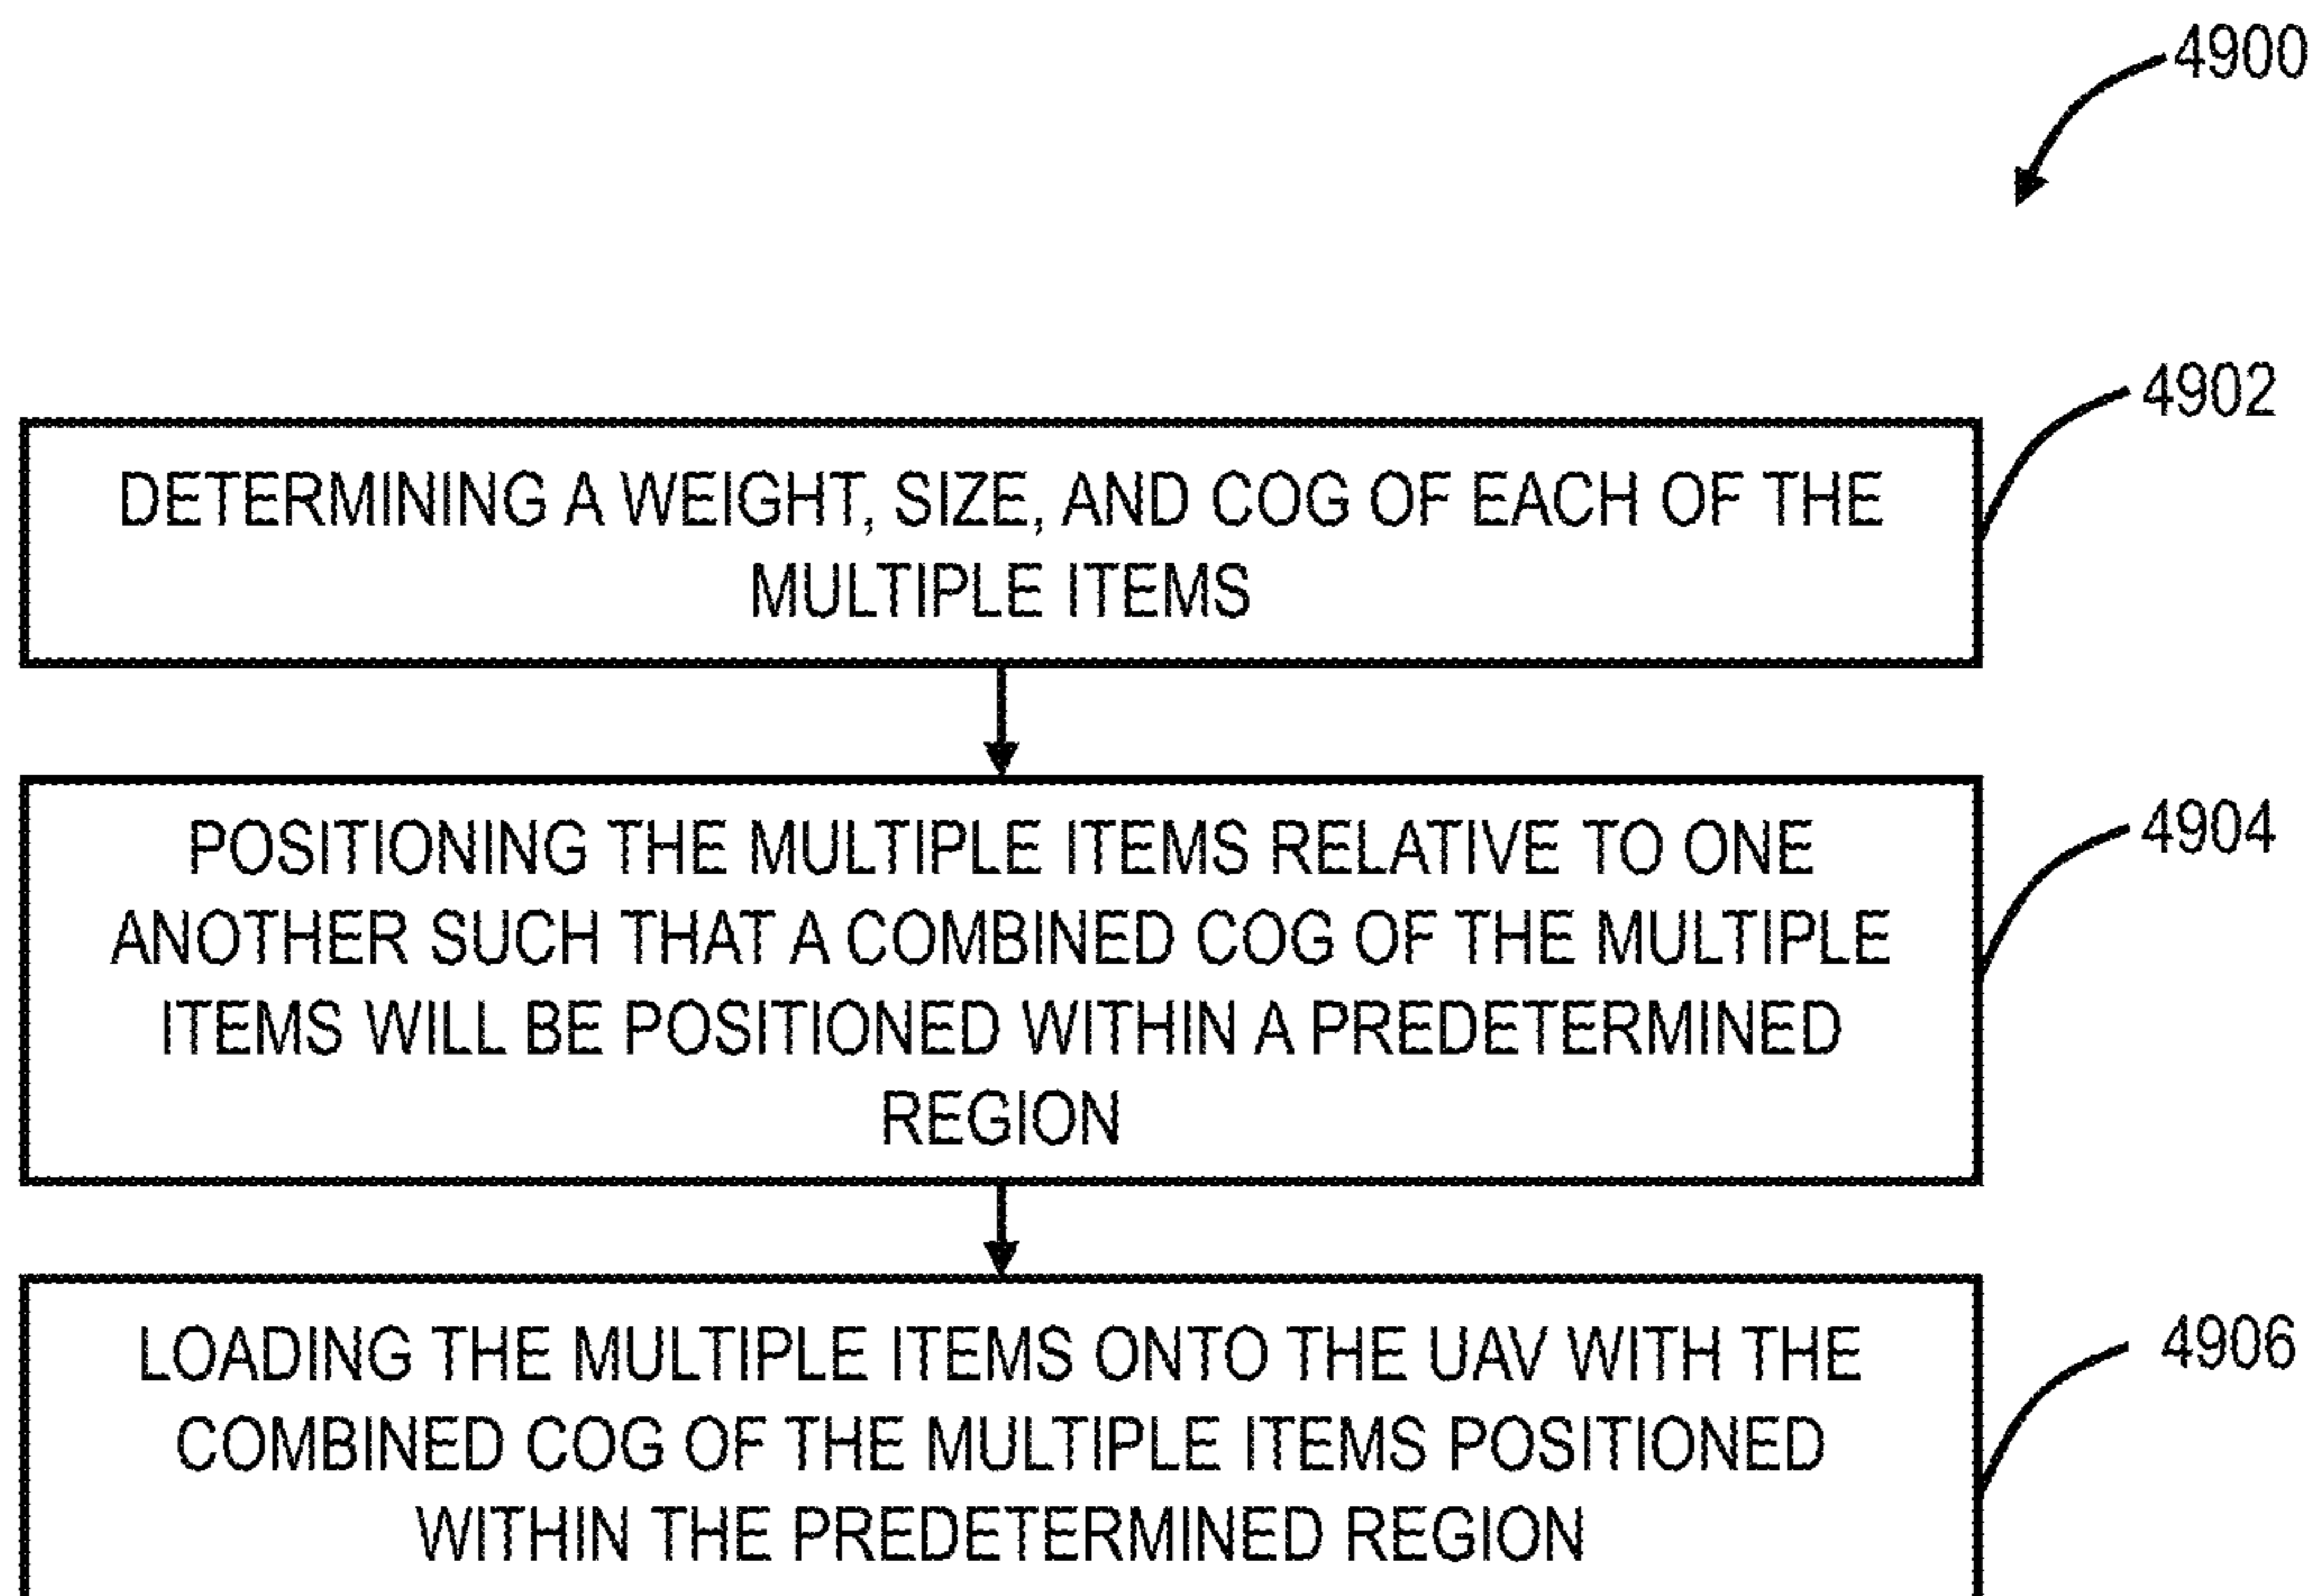 4900
4902
DETERMINING A WEIGHT, SIZE, AND COG OF EACH OF THE
MULTIPLE ITEMS
4904
POSITIONING THE MULTIPLE ITEMS RELATIVE TO ONE
ANOTHER SUCH THAT A COMBINED COG OF THE MULTIPLE
ITEMS WILL BE POSITIONED WITHIN A PREDETERMINED
REGION
4906
LOADING THE MULTIPLE ITEMS ONTO THE UAV WITH THE
COMBINED COG OF THE MULTIPLE ITEMS POSITIONED
WITHIN THE PREDETERMINED REGION